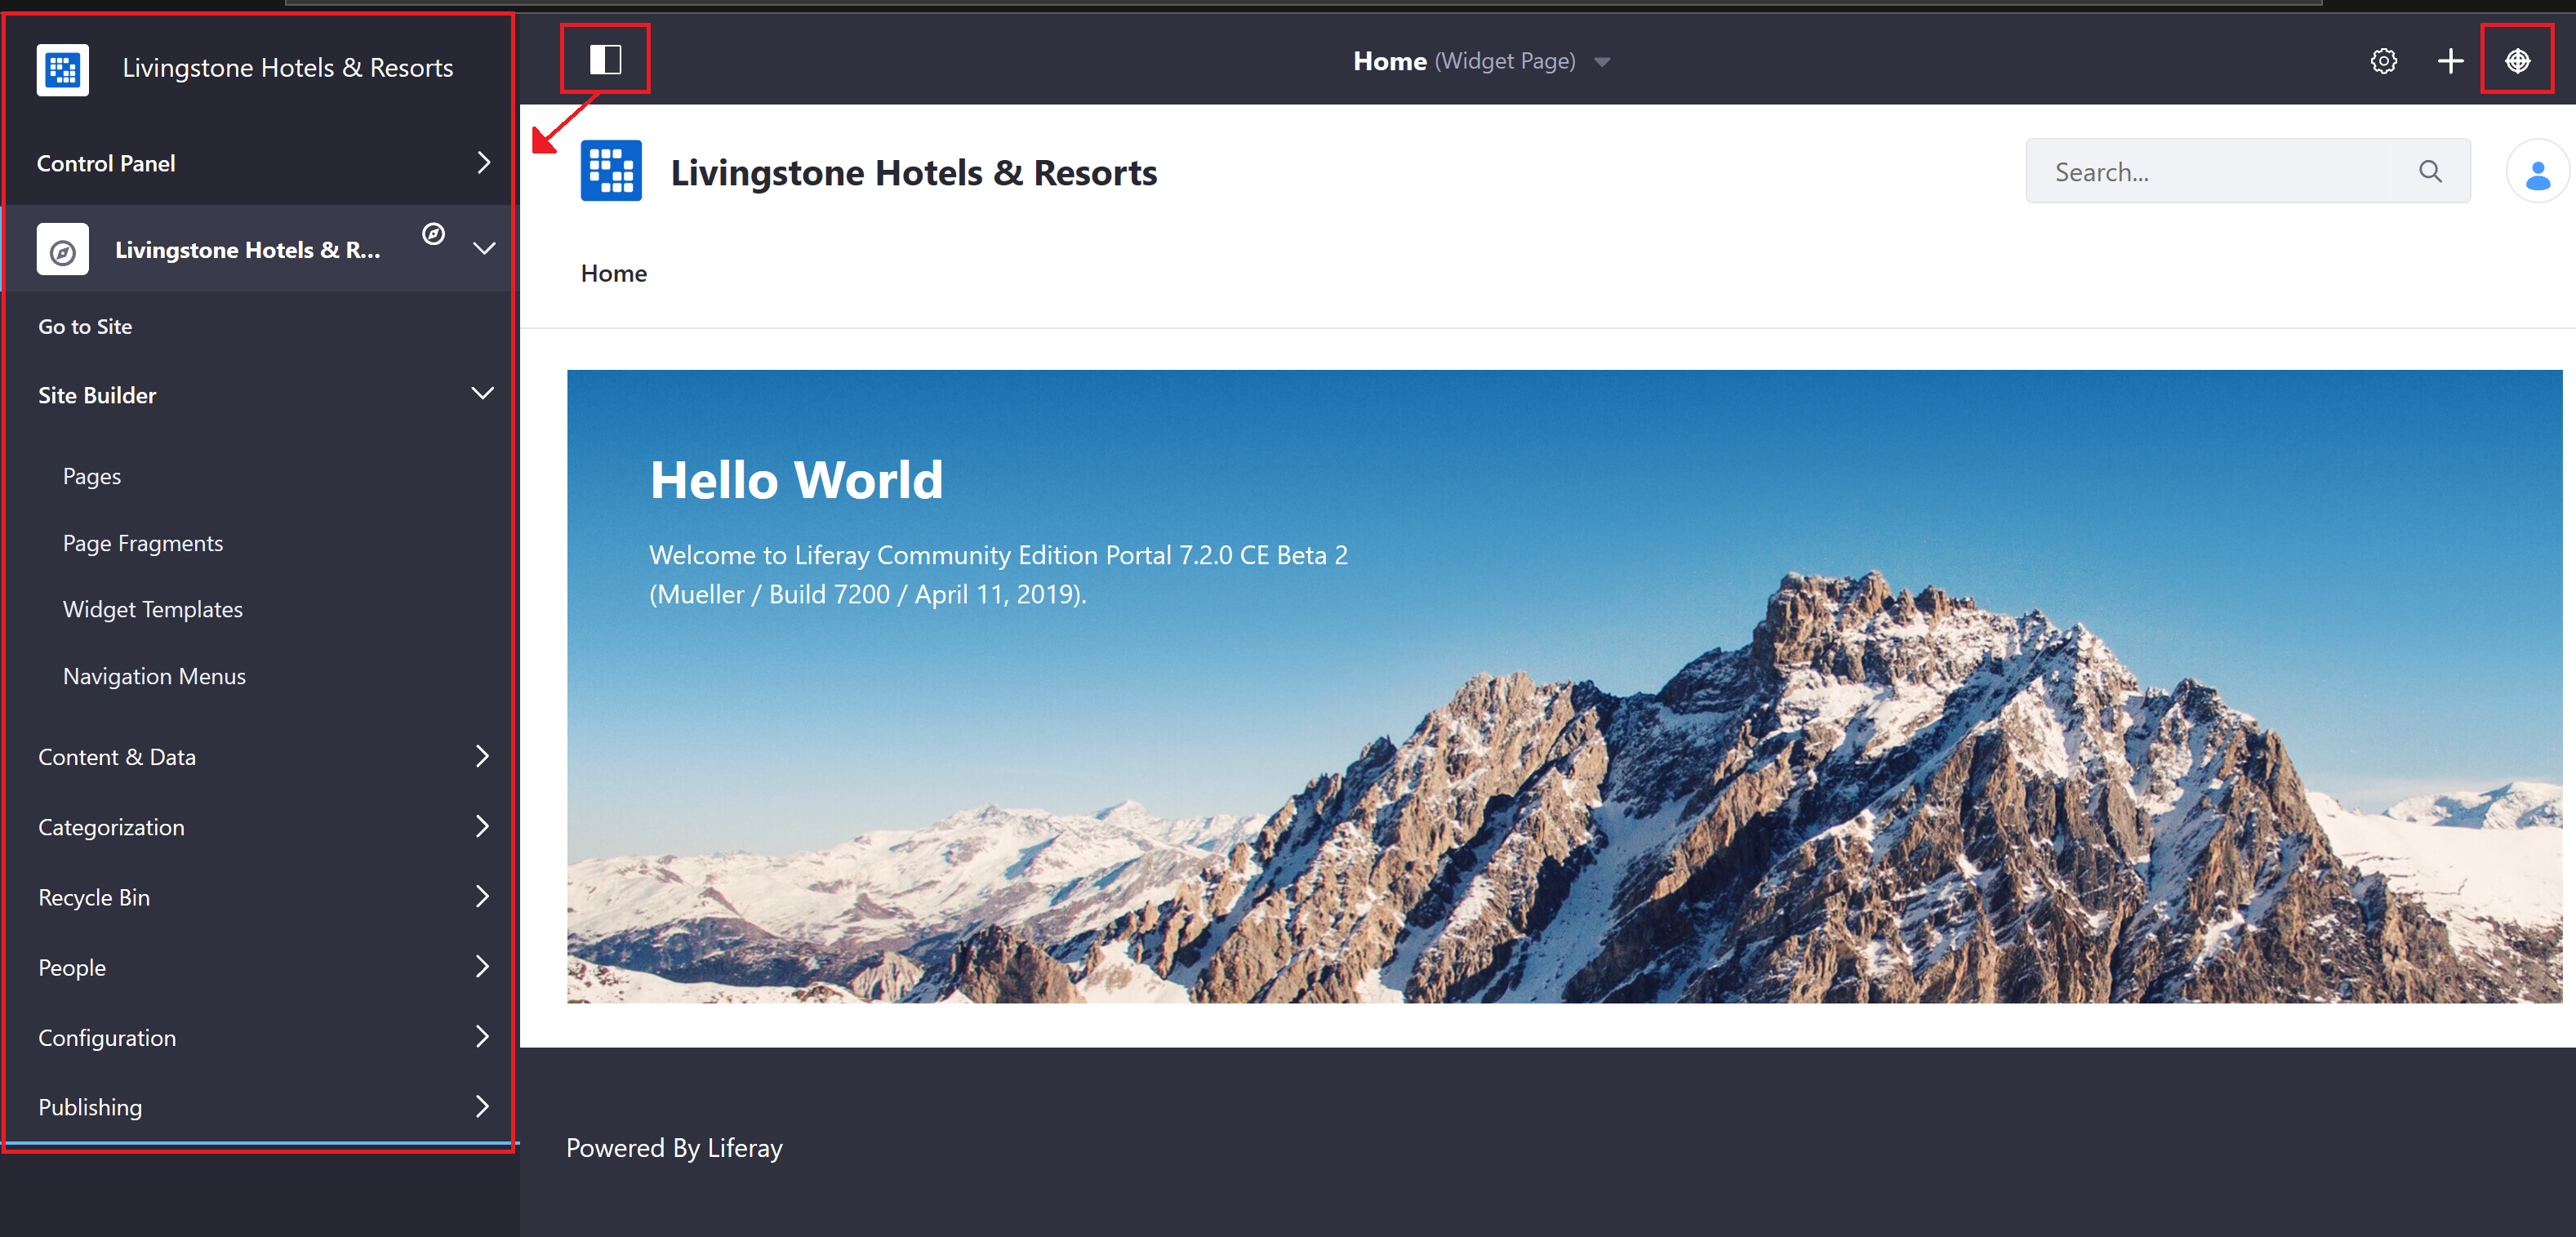 Livingstone Hotels & Resorts
Control Panel
Livingstone Hotels & R...
Go to Site
Site Builder
Pages
Page Fragments
Widget Templates
Navigation Menus
Content & Data
Categorization
Recycle Bin
People
Configuration
Publishing
Home (Widget Page)
Livingstone Hotels & Resorts
Search...
Home
Hello World
Welcome to Liferay Community Edition Portal 7.2.0 CE Beta 2
(Mueller / Build 7200 / April 11, 2019).
Powered By Liferay